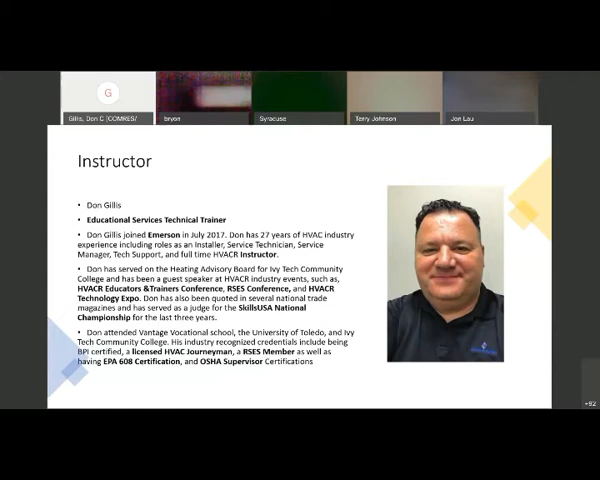 G
Gillis, Don C [COMRES/
bryon
Syracuse
Terry Johnson
Jon Lau
Instructor
• Don Gillis
• Educational Services Technical Trainer
• Don Gillis joined Emerson in July 2017. Don has 27 years of HVAC industry
experience including roles as an Installer, Service Technician, Service
Manager, Tech Support, and full time HVACR Instructor.
• Don has served on the Heating Advisory Board for Ivy Tech Community
College and has been a guest speaker at HVACR industry events, such as,
HVACR Educators &Trainers Conference, RSES Conference, and HVACR
Technology Expo. Don has also been quoted in several national trade
magazines and has served as a judge for the SkillsUSA National
Championship for the last three years.
• Don attended Vantage Vocational school, the University of Toledo, and Ivy
Tech Community College. His industry recognized credentials include being
BPI certified, a licensed HVAC Journeyman, a RSES Member as well as
having EPA 608 Certification, and OSHA Supervisor Certifications
+92